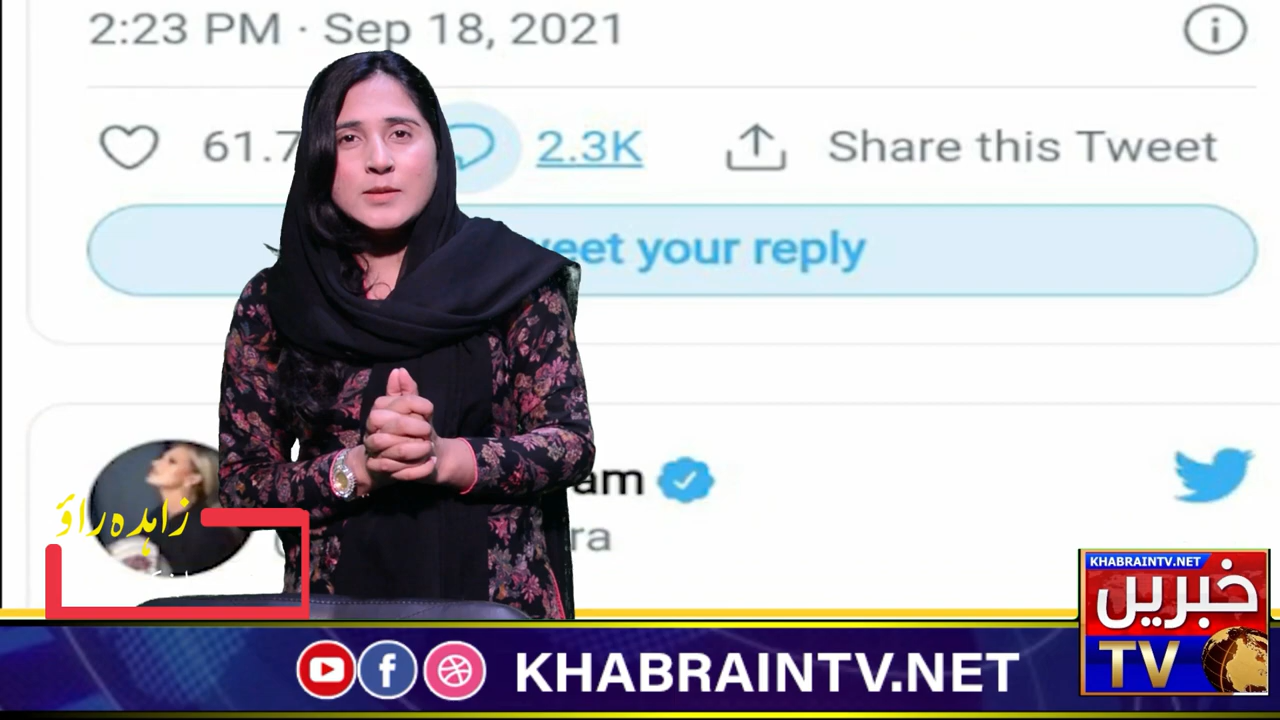 2:23 PM · Sep 18, 2021
61.7
2.3K
Share this Tweet
weet your reply
am
ra
زاہدہ راؤ
KHABRAINTV.NET
خبریں
TV
KHABRAINTV.NET